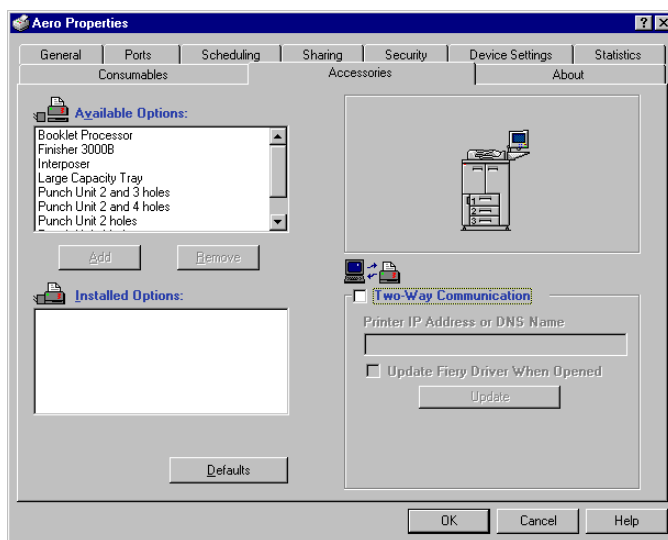 Aero Properties
General Ports Scheduling Sharing Security Device Settings Statistics
Consumables Accessories About
Available Options:
Booklet Processor
Finisher 3000B
Interposer
Large Capacity Tray
Punch Unit 2 and 3 holes
Punch Unit 2 and 4 holes
Punch Unit 2 holes
Add Remove
Installed Options:
Defaults
1
2
3
Two-Way Communication
Printer IP Address or DNS Name
Update Fiery Driver When Opened
Update
OK Cancel Help